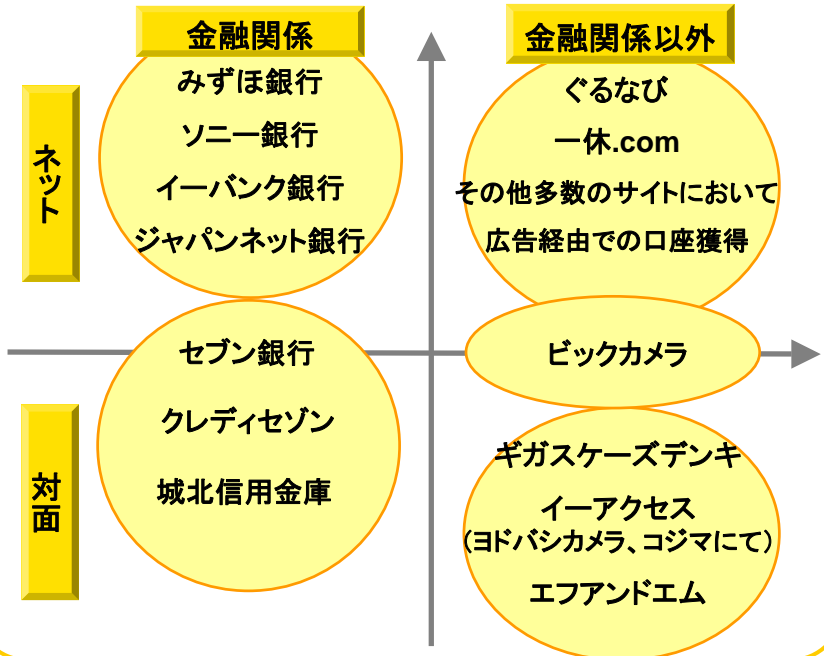 金融関係
金融関係以外
ネット
みずほ銀行
ソニー銀行
イーバンク銀行
ジャパンネット銀行
ぐるなび
一休.com
その他多数のサイトにおいて
広告経由での口座獲得
セブン銀行
ビックカメラ
対面
クレディセゾン
城北信用金庫
ギガスケーズデンキ
イーアクセス
(ヨドバシカメラ、コジマにて)
エフアンドエム